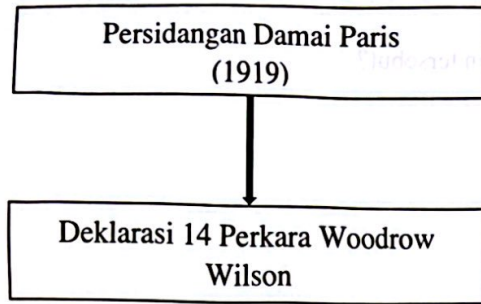 Persidangan Damai Paris
(1919)
Deklarasi 14 Perkara Woodrow
Wilson